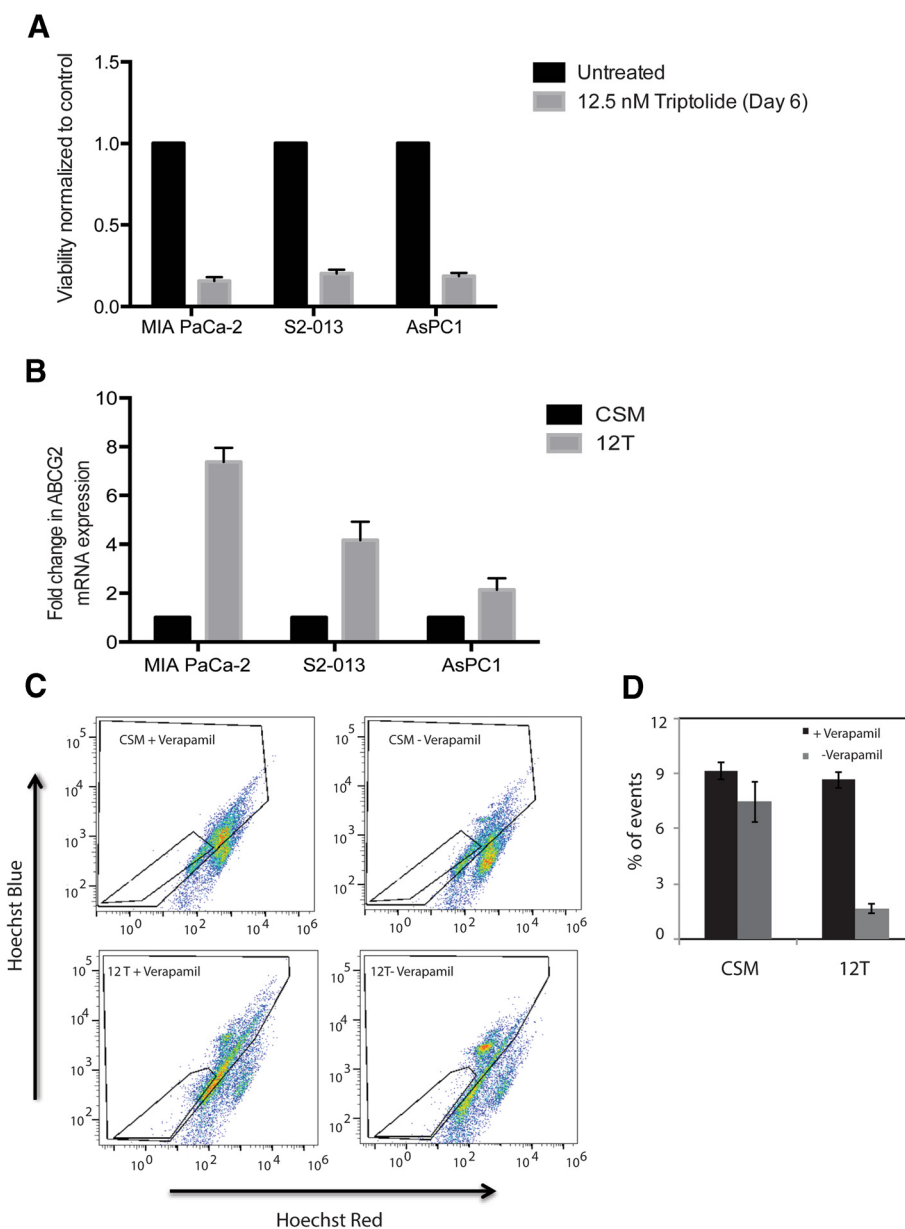 A
Viability normalized to control
1.5
1.0
0.5
0.0
MIA PaCa-2 S2-013 AsPC1
Untreated
12.5 nM Triptolide (Day 6)
B
Fold change in ABCG2
mRNA expression
10
8
6
4
2
0
MIA PaCa-2 S2-013 AsPC1
CSM
12T
C
Hoechst Blue
CSM + Verapamil
10^5
10^4
10^3
10^2
10^0 10^2 10^4 10^6
CSM - Verapamil
10^5
10^4
10^3
10^2
10^0 10^2 10^4 10^6
12 T + Verapamil
10^5
10^4
10^3
10^2
10^0 10^2 10^4 10^6
12T- Verapamil
10^5
10^4
10^3
10^2
10^0 10^2 10^4 10^6
Hoechst Red
D
% of events
12
9
6
3
0
+ Verapamil
-Verapamil
CSM 12T